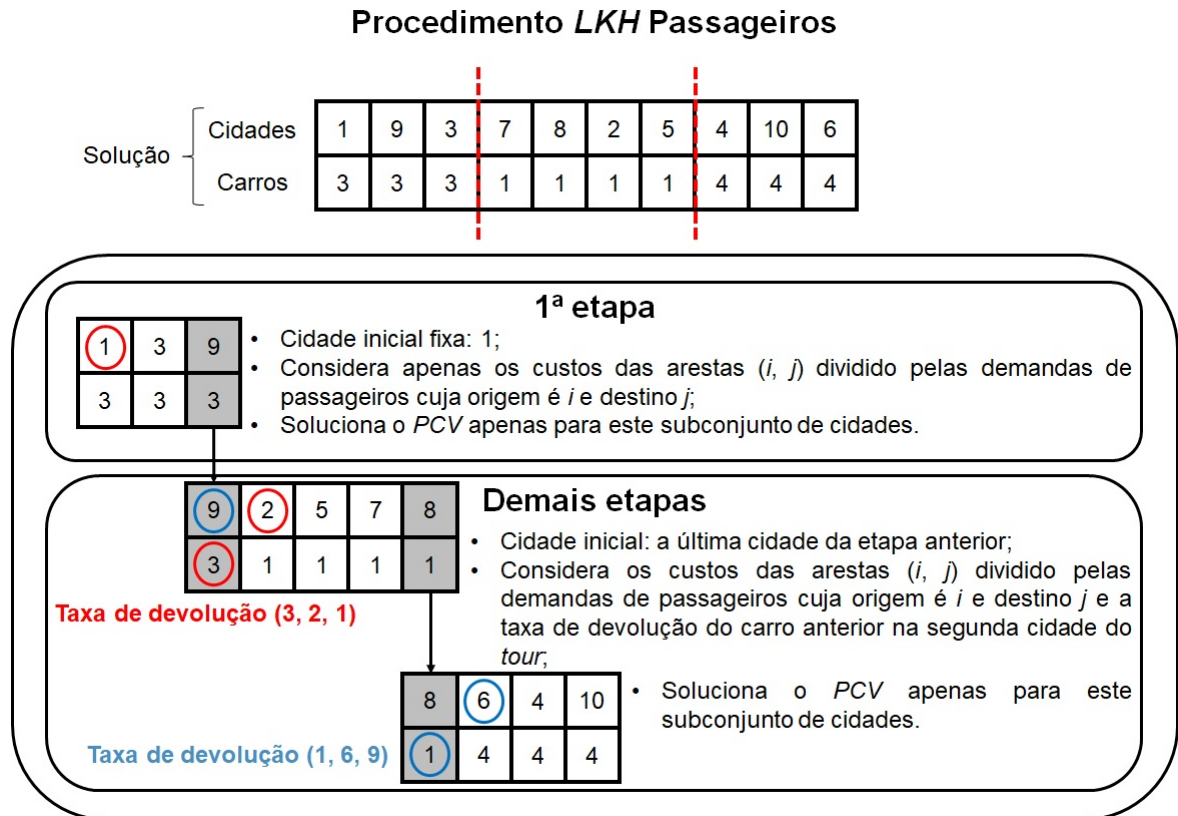 Procedimento LKH Passageiros
Solução
Cidades 1 9 3 7 8 2 5 4 10 6
Carros 3 3 3 1 1 1 1 4 4 4
1ª etapa
1 3 9
3 3 3
• Cidade inicial fixa: 1;
• Considera apenas os custos das arestas (i, j) dividido pelas demandas de
passageiros cuja origem é i e destino j;
• Soluciona o PCV apenas para este subconjunto de cidades.
Demais etapas
9 2 5 7 8
3 1 1 1 1
Taxa de devolução (3, 2, 1)
• Cidade inicial: a última cidade da etapa anterior;
• Considera os custos das arestas (i, j) dividido pelas
demandas de passageiros cuja origem é i e destino j e a
taxa de devolução do carro anterior na segunda cidade do
tour;
8 6 4 10
1 4 4 4
Taxa de devolução (1, 6, 9)
• Soluciona o PCV apenas para este
subconjunto de cidades.